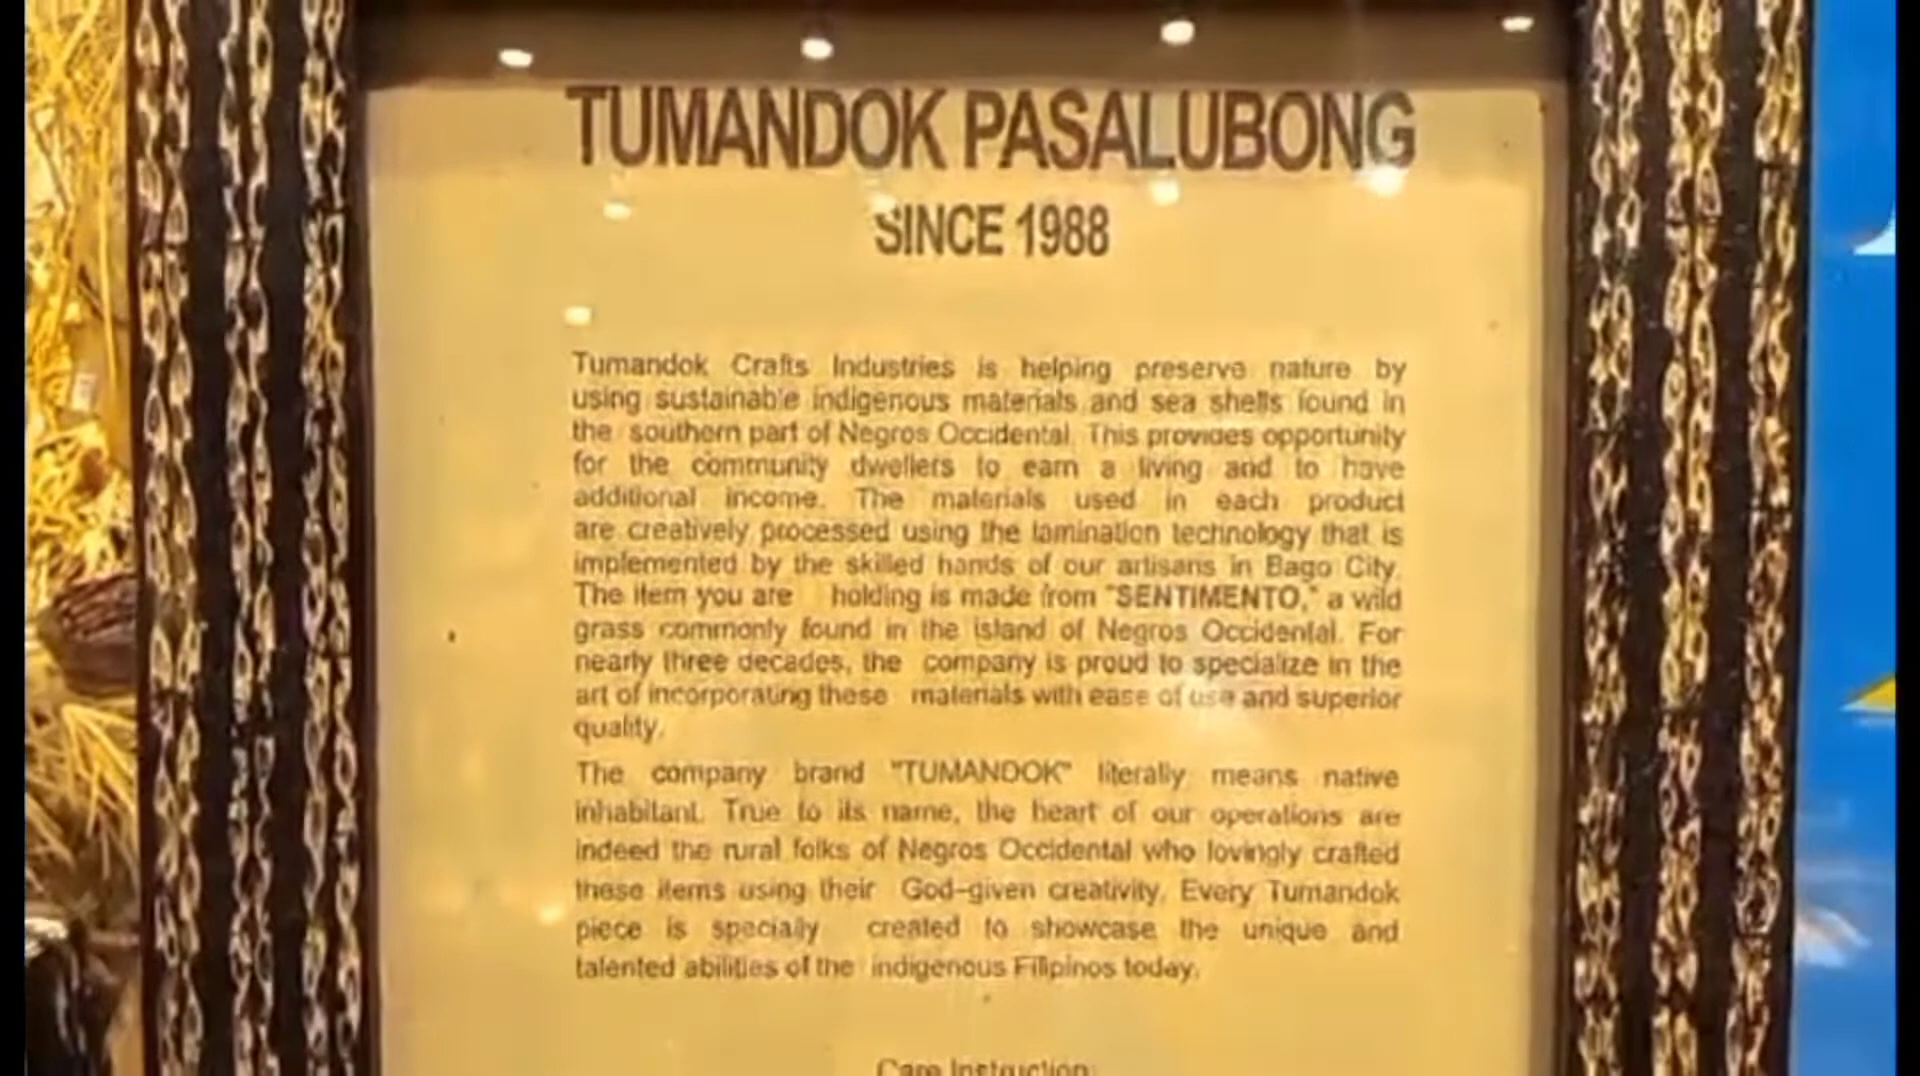 TUMANDOK PASALUBONG
SINCE 1988
Tumandok Crafts Industries is helping preserve nature by
using sustainable indigenous materials and sea shells found in
the southern part of Negros Occidental. This provides opportunity
for the community dwellers to earn a living and to have
additional income. The materials used in each product
are creatively processed using the lamination technology that is
implemented by the skilled hands of our artisans in Bago City.
The item you are holding is made from "SENTIMENTO," a wild
grass commonly found in the island of Negros Occidental. For
nearly three decades, the company is proud to specialize in the
art of incorporating these materials with ease of use and superior
quality.
The company brand "TUMANDOK" literally means native
inhabitant. True to its name, the heart of our operations are
indeed the rural folks of Negros Occidental who lovingly crafted
these items using their God-given creativity. Every Tumandok
piece is specially created to showcase the unique and
talented abilities of the indigenous Filipinos today.
Care Instruction: